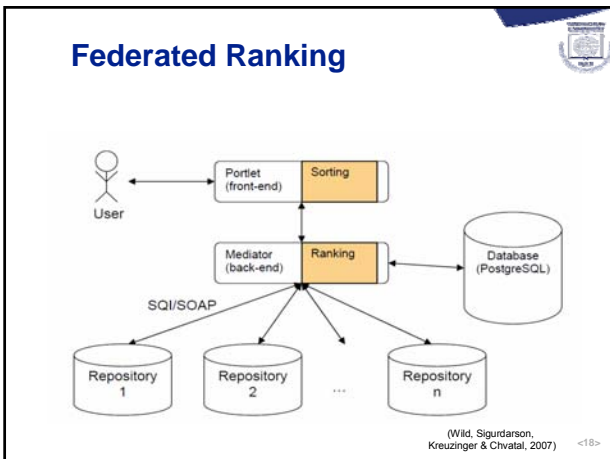 Federated Ranking
User
Portlet
(front-end)
Sorting
Mediator
(back-end)
Ranking
Database
(PostgreSQL)
SQI/SOAP
Repository
1
Repository
2
...
Repository
n
(Wild, Sigurdarson,
Kreuzinger & Chvatal, 2007)
<18>